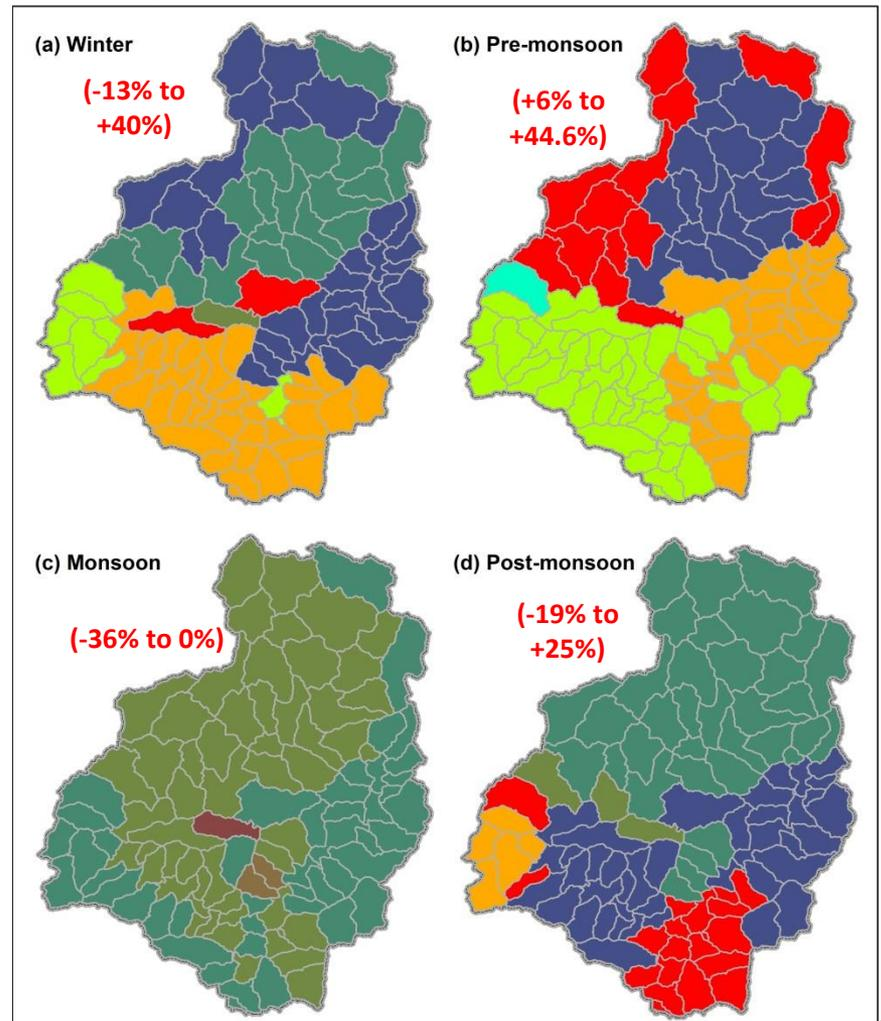 (a) Winter
(-13% to
+40%)
(b) Pre-monsoon
(+6% to
+44.6%)
(c) Monsoon
(-36% to 0%)
(d) Post-monsoon
(-19% to
+25%)